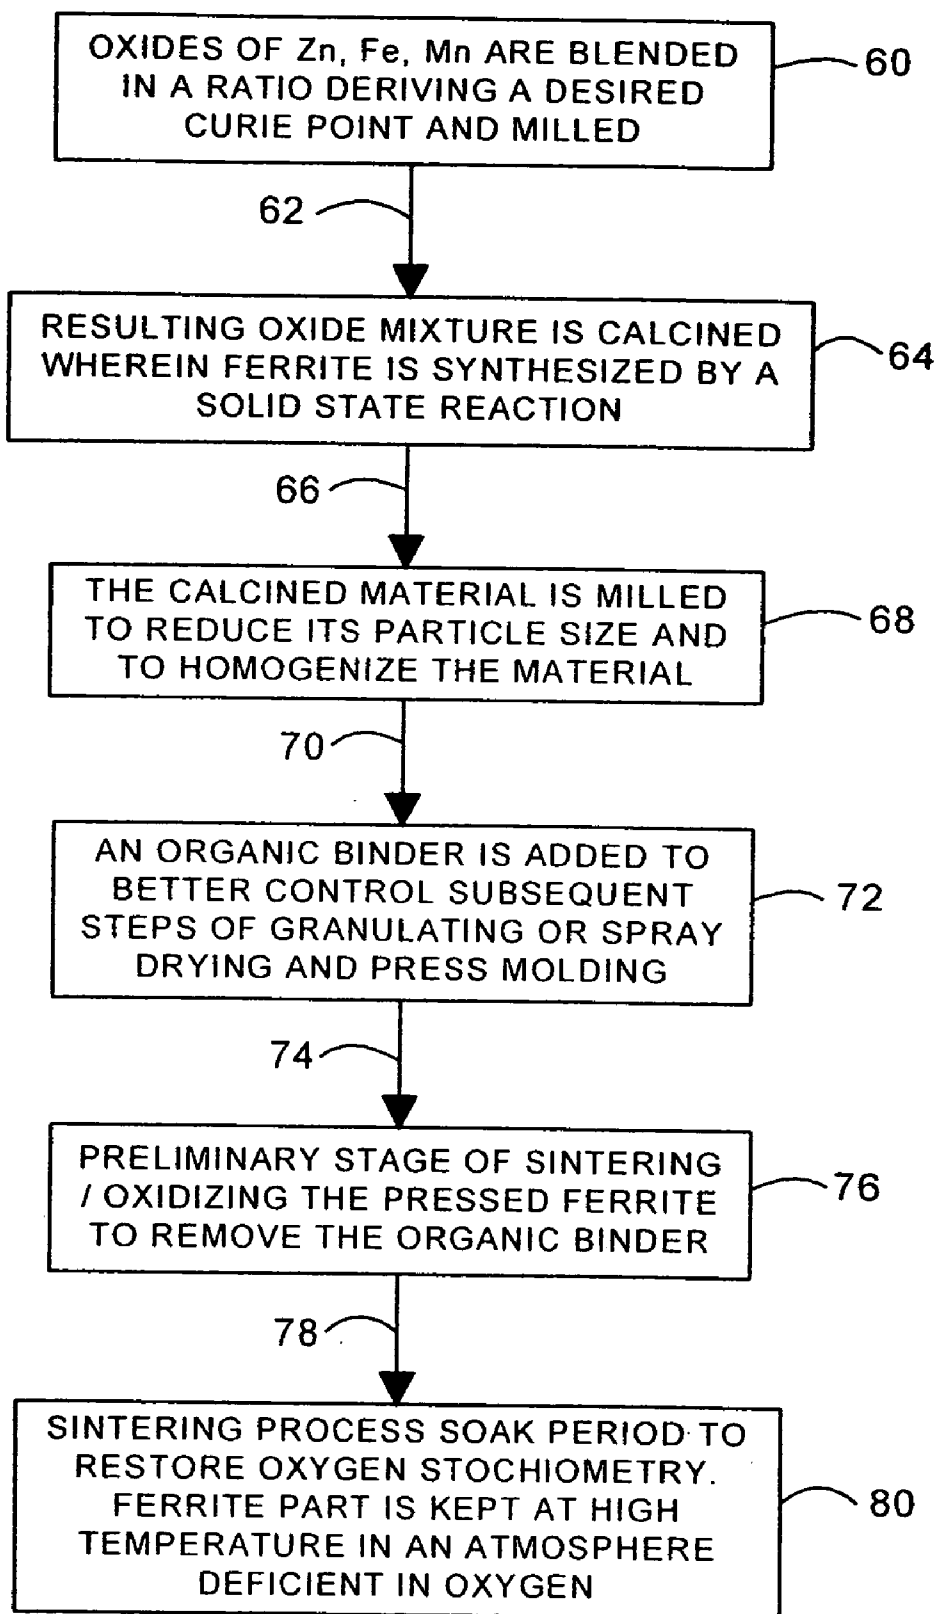 OXIDES OF Zn, Fe, Mn ARE BLENDED
IN A RATIO DERIVING A DESIRED
CURIE POINT AND MILLED
60
62
RESULTING OXIDE MIXTURE IS CALCINED
WHEREIN FERRITE IS SYNTHESIZED BY A
SOLID STATE REACTION
64
66
THE CALCINED MATERIAL IS MILLED
TO REDUCE ITS PARTICLE SIZE AND
TO HOMOGENIZE THE MATERIAL
68
70
AN ORGANIC BINDER IS ADDED TO
BETTER CONTROL SUBSEQUENT
STEPS OF GRANULATING OR SPRAY
DRYING AND PRESS MOLDING
72
74
PRELIMINARY STAGE OF SINTERING
/ OXIDIZING THE PRESSED FERRITE
TO REMOVE THE ORGANIC BINDER
76
78
SINTERING PROCESS SOAK PERIOD TO
RESTORE OXYGEN STOCHIOMETRY.
FERRITE PART IS KEPT AT HIGH
TEMPERATURE IN AN ATMOSPHERE
DEFICIENT IN OXYGEN
80